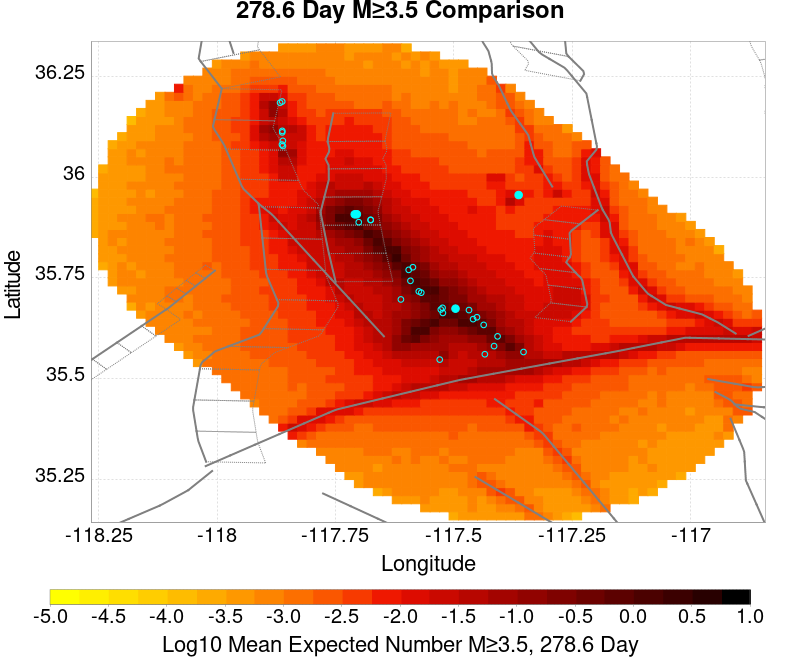 278.6 Day M≥3.5 Comparison
36.25
36
35.75
35.5
35.25
Latitude
-118.25 -118 -117.75 -117.5 -117.25 -117
Longitude
-5.0 -4.5 -4.0 -3.5 -3.0 -2.5 -2.0 -1.5 -1.0 -0.5 0.0 0.5 1.0
Log10 Mean Expected Number M≥3.5, 278.6 Day